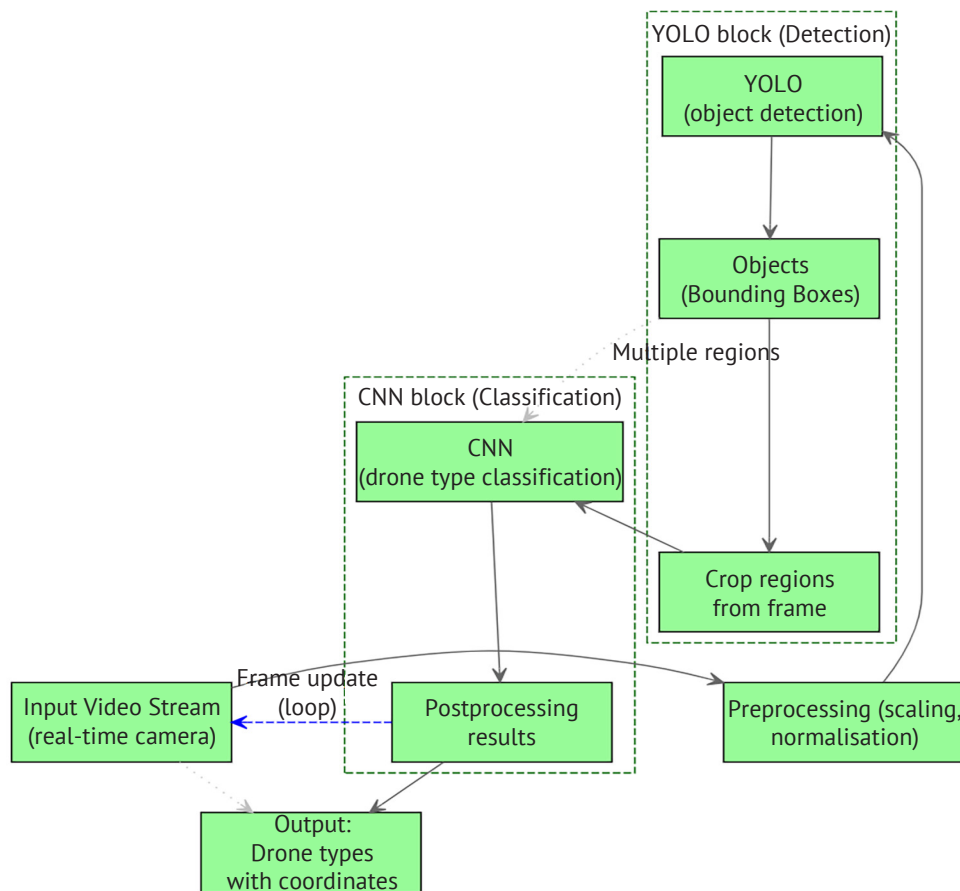 YOLO block (Detection)
YOLO
(object detection)
Objects
(Bounding Boxes)
Multiple regions
CNN block (Classification)
CNN
(drone type classification)
Crop regions
from frame
Frame update
(loop)
Input Video Stream
(real-time camera)
Postprocessing
results
Preprocessing (scaling,
normalisation)
Output:
Drone types
with coordinates